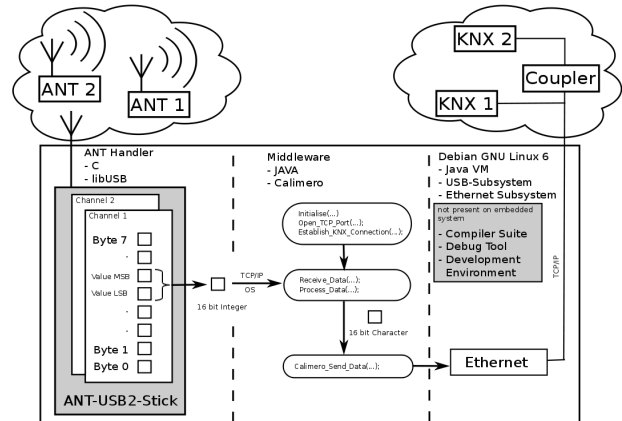 ANT 2
ANT 1
KNX 2
Coupler
KNX 1
ANT Handler
- C
- libUSB
Channel 2
Channel 1
Byte 7
Value MSB
Value LSB
Byte 1
Byte 0
ANT-USB2-Stick
16 bit Integer
TCP/IP
OS
Middleware
- JAVA
- Calimero
Initialise(...)
Open_TCP_Port(...);
Establish_KNX_Connection(...);
Receive_Data(...);
Process_Data(...);
16 bit Character
Calimero_Send_Data(...);
Debian GNU Linux 6
- Java VM
- USB-Subsystem
- Ethernet Subsystem
not present on embedded
system
- Compiler Suite
- Debug Tool
- Development
Environment
TCP/IP
Ethernet